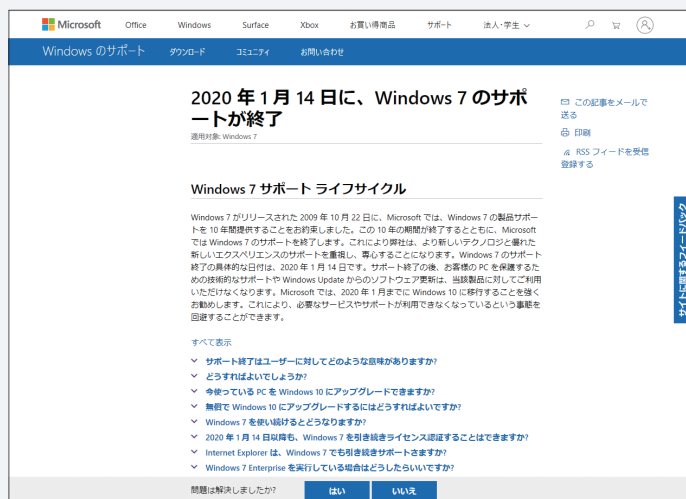 Microsoft Office Windows Surface Xbox お買い得商品 サポート 法人・学生
Windows のサポート ダウンロード コミュニティ お問い合わせ
2020 年 1 月 14 日に、Windows 7 のサポ
ートが終了
適用対象: Windows 7
この記事をメールで
送る
印刷
RSS フィードを受信
登録する
Windows 7 サポート ライフサイクル
Windows 7 がリリースされた 2009 年 10 月 22 日に、Microsoft では、Windows 7 の製品サポー
トを 10 年間提供することをお約束しました。この 10 年の期間が終了するとともに、Microsoft
では Windows 7 のサポートを終了します。これにより弊社は、より新しいテクノロジと優れた
新しいエクスペリエンスのサポートを重視し、専心することになります。Windows 7 のサポート
終了の具体的な日付は、2020 年 1 月 14 日です。サポート終了の後、お客様の PC を保護するた
めの技術的なサポートや Windows Update からのソフトウェア更新は、当該製品に対してご利用
いただけなくなります。Microsoft では、2020 年 1 月までに Windows 10 に移行することを強く
お勧めします。これにより、必要なサービスやサポートが利用できなくなっているという事態を
回避することができます。
すべて表示
サポート終了はユーザーに対してどのような意味がありますか?
どうすればよいでしょうか?
今使っている PC を Windows 10 にアップグレードできますか?
無償で Windows 10 にアップグレードするにはどうすればよいですか?
Windows 7 を使い続けるとどうなりますか?
2020 年 1 月 14 日以降も、Windows 7 を引き続きライセンス認証することはできますか?
Internet Explorer は、Windows 7 でも引き続きサポートさますか?
Windows 7 Enterprise を実行している場合はどうしたらいいですか?
問題は解決しましたか? はい いいえ
サイトに関するフィードバック